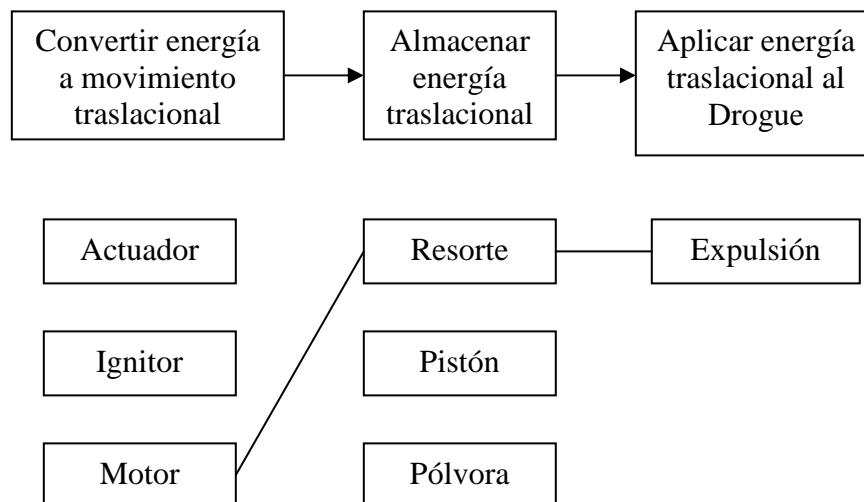 Convertir energía
a movimiento
traslacional
Almacenar
energía
traslacional
Aplicar energía
traslacional al
Drogue
Actuador
Resorte
Expulsión
Ignitor
Pistón
Motor
Pólvora